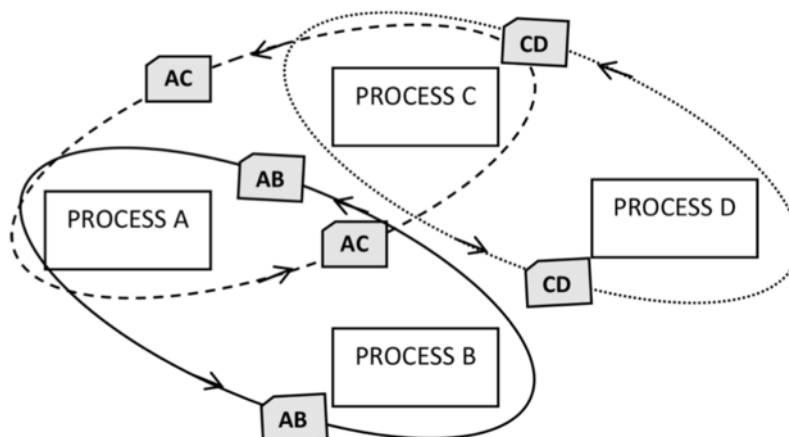 CD
AC
PROCESS C
AB
PROCESS A
PROCESS D
AC
CD
PROCESS B
AB